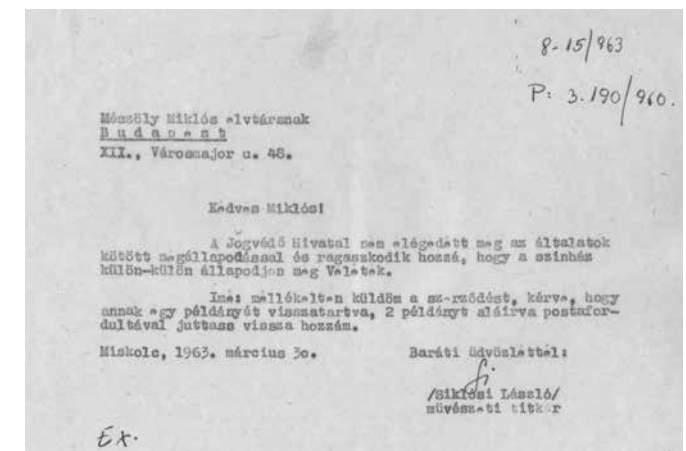 8-15/963
P: 3.190/960.
Mészöly Miklós elvtársnak
Budapest
XII., Városmajor u. 48.
Kedves Miklós!
A Jogvédő Hivatal nem elégedett meg az általatok
kötött megállapodással és ragaszkodik hozzá, hogy a szinház
külön-külön állapodjon meg Veletek.
Ime: mellékelten küldöm a szerződést, kérve, hogy
annak egy példányát visszatartva, 2 példányt aláirva postafor-
dultával juttass vissza hozzám.
Miskolc, 1963. március 3o.
Baráti üdvözlettel:
/Siklósi László/
művészeti titkár
Ex.